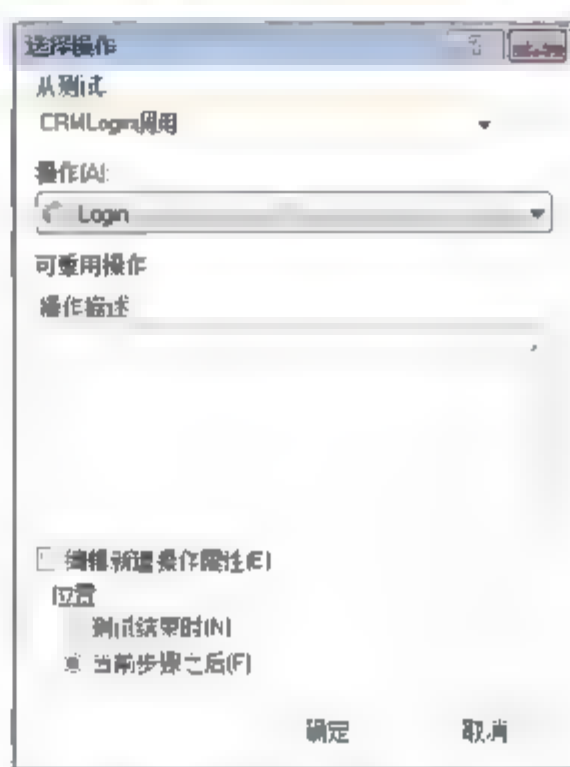 选择操作
从测试
CRMLogin调用
操作(A):
Login
可重用操作
操作描述
编辑新建操作属性(E)
位置
测试结束时(N)
当前步骤之后(F)
确定
取消